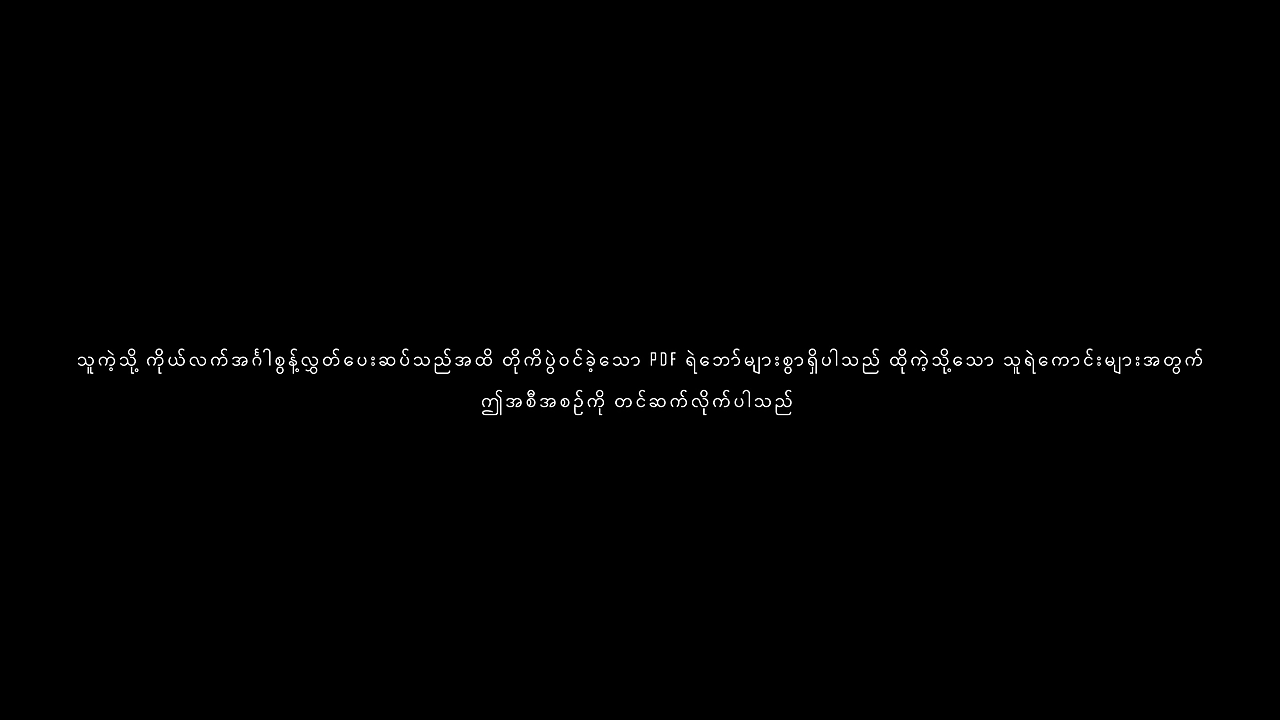 သူကဲ့သို့ ကိုယ်လက်အင်္ဂါစွန့်လွှတ်ပေးဆပ်သည်အထိ တိုကိပွဲဝင်ခဲ့သော PDF ရဲဘော်များစွာရှိပါသည် ထိုကဲ့သို့သော သူရဲကောင်းများအတွက်
ဤအစီအစဉ်ကို တင်ဆက်လိုက်ပါသည်